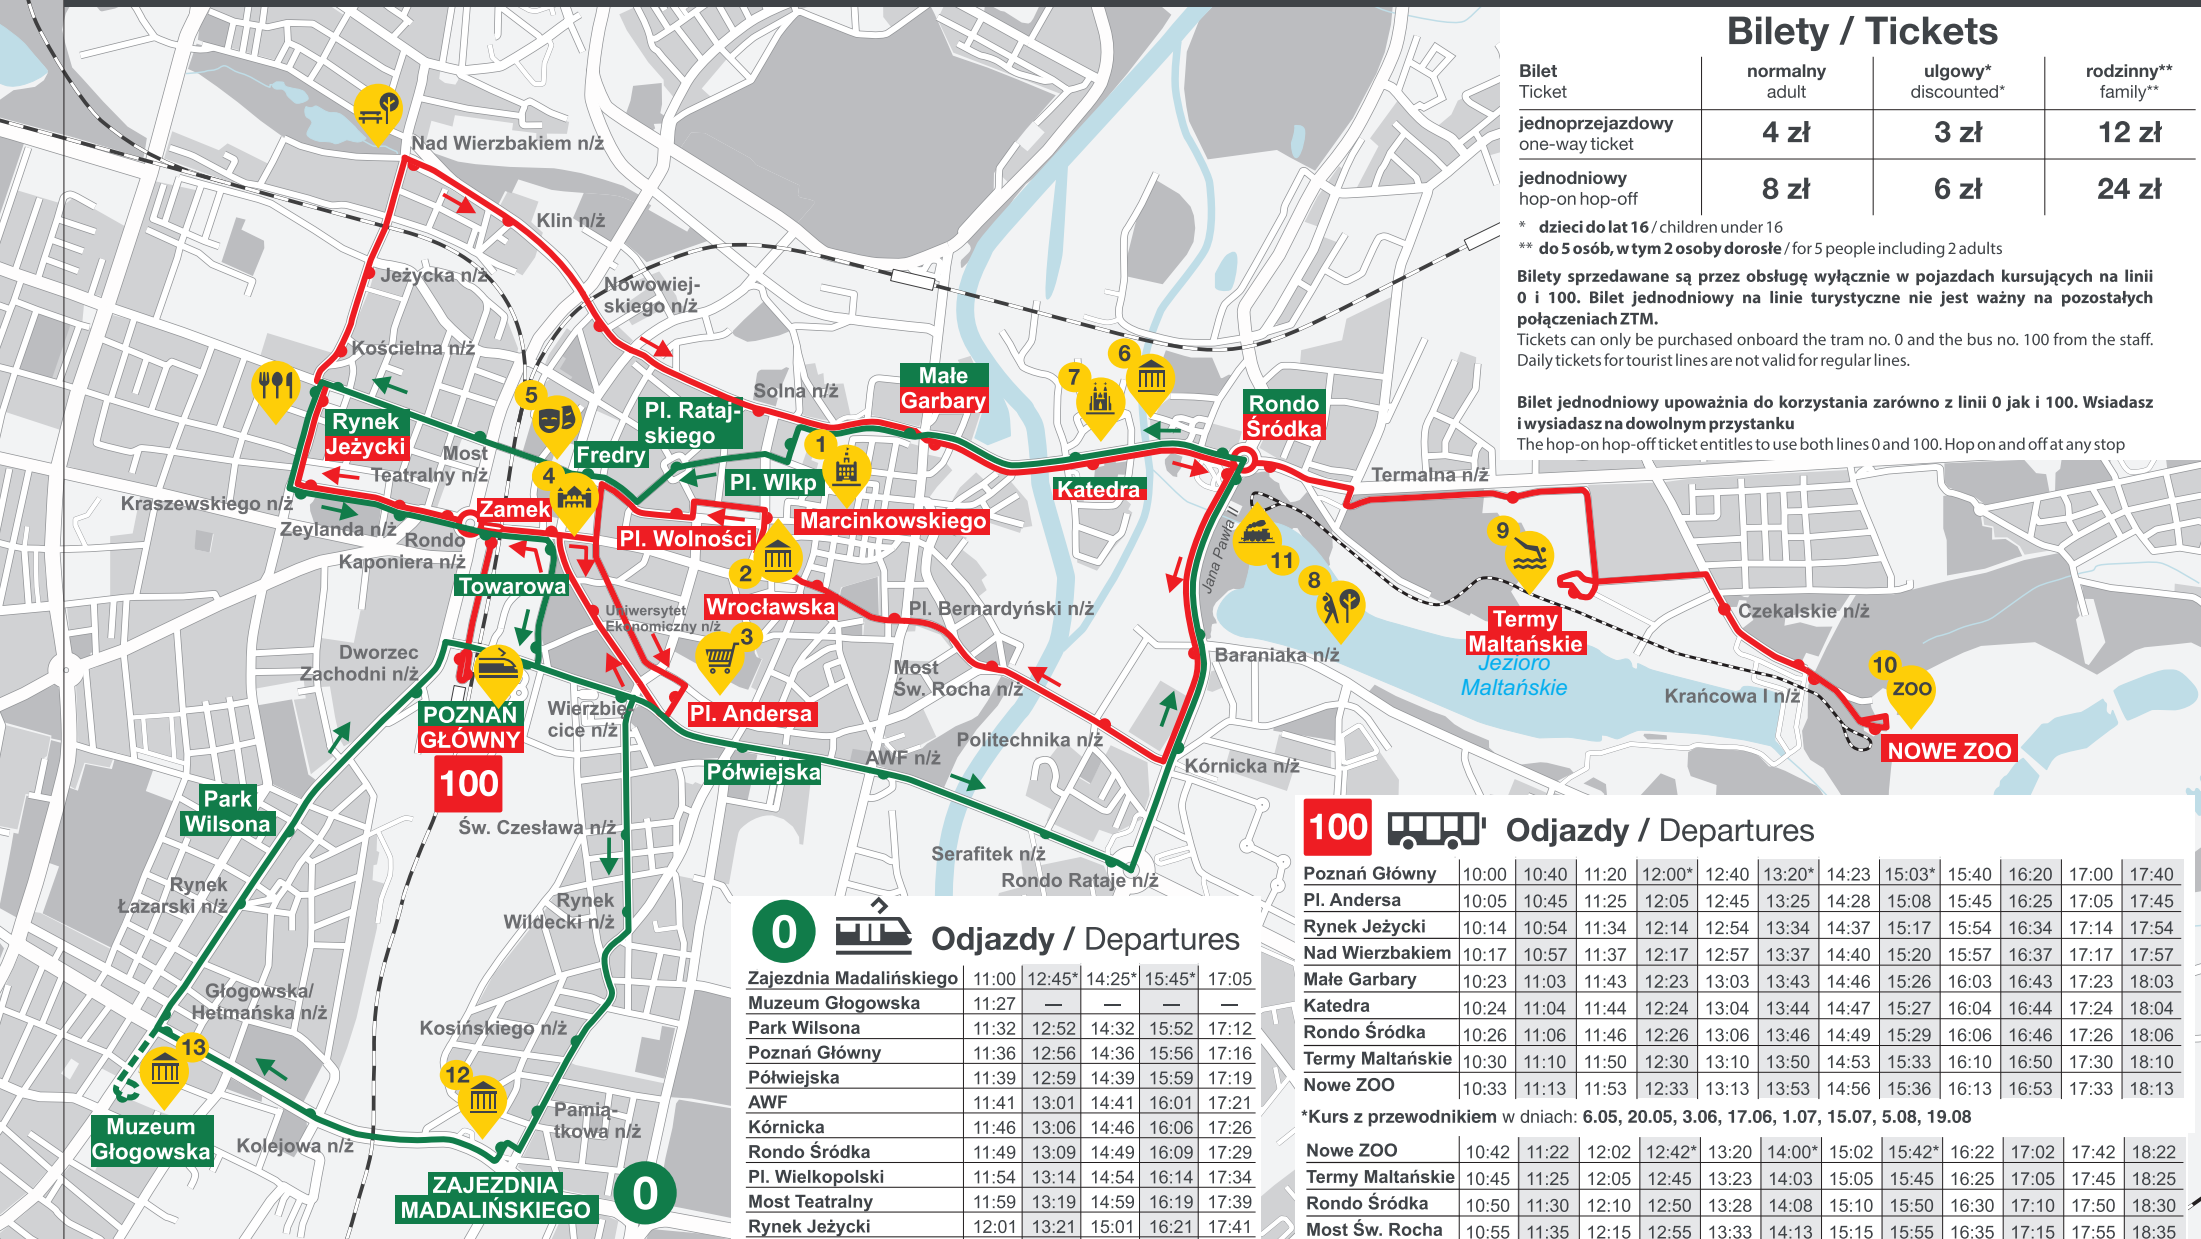 Bilety / Tickets
Bilet normalny ulgowy* rodzinny**
Ticket adult discounted* family**
jednoprzejazdowy
one-way ticket 4 zł 3 zł 12 zł
jednodniowy
hop-on hop-off 8 zł 6 zł 24 zł
* dzieci do lat 16 / children under 16
** do 5 osób, w tym 2 osoby dorosłe / for 5 people including 2 adults
Bilety sprzedawane są przez obsługę wyłącznie w pojazdach kursujących na linii
0 i 100. Bilet jednodniowy na linie turystyczne nie jest ważny na pozostałych
połączeniach ZTM.
Tickets can only be purchased onboard the tram no. 0 and the bus no. 100 from the staff.
Daily tickets for tourist lines are not valid for regular lines.
Bilet jednodniowy upoważnia do korzystania zarówno z linii 0 jak i 100. Wsiadasz
i wysiadasz na dowolnym przystanku
The hop-on hop-off ticket entitles to use both lines 0 and 100. Hop on and off at any stop
Nad Wierzbakiem n/ż
Klin n/ż
Jeżycka n/ż
Nowowiej-
skiego n/ż
Kościelna n/ż
Solna n/ż
Małe
Garbary
6
7
5
Rynek
Jeżycki
Pl. Rataj-
skiego
Fredry
Most
Teatralny n/ż
4
1
Pl. Wlkp
Rondo
Śródka
Katedra
Termalna n/ż
Kraszewskiego n/ż
Zeylanda n/ż
Zamek
Rondo
Kaponiera n/ż
Pl. Wolności
Marcinkowskiego
2
Jana Pawła II
11
8
9
Towarowa
Uniwersytet
Ekonomiczny n/ż
Wrocławska
Pl. Bernardyński n/ż
3
Termy
Maltańskie
Jezioro
Maltańskie
Czekalskie n/ż
Dworzec
Zachodni n/ż
Most
Św. Rocha n/ż
Baraniaka n/ż
Krańcowa I n/ż
10
ZOO
NOWE ZOO
POZNAŃ
GŁÓWNY
100
Wierzbię-
cice n/ż
Pl. Andersa
Politechnika n/ż
Półwiejska
AWF n/ż
Kórnicka n/ż
Park
Wilsona
Św. Czesława n/ż
Serafitek n/ż
Rondo Rataje n/ż
Rynek
Łazarski n/ż
Rynek
Wildecki n/ż
Głogowska/
Hetmańska n/ż
Kosińskiego n/ż
13
12
Pamią-
tkowa n/ż
Muzeum
Głogowska
Kolejowa n/ż
ZAJEZDNIA
MADALIŃSKIEGO
0
0 Odjazdy / Departures
Zajezdnia Madalińskiego 11:00 12:45* 14:25* 15:45* 17:05
Muzeum Głogowska 11:27 — — — —
Park Wilsona 11:32 12:52 14:32 15:52 17:12
Poznań Główny 11:36 12:56 14:36 15:56 17:16
Półwiejska 11:39 12:59 14:39 15:59 17:19
AWF 11:41 13:01 14:41 16:01 17:21
Kórnicka 11:46 13:06 14:46 16:06 17:26
Rondo Śródka 11:49 13:09 14:49 16:09 17:29
Pl. Wielkopolski 11:54 13:14 14:54 16:14 17:34
Most Teatralny 11:59 13:19 14:59 16:19 17:39
Rynek Jeżycki 12:01 13:21 15:01 16:21 17:41
100 Odjazdy / Departures
Poznań Główny 10:00 10:40 11:20 12:00* 12:40 13:20* 14:23 15:03* 15:40 16:20 17:00 17:40
Pl. Andersa 10:05 10:45 11:25 12:05 12:45 13:25 14:28 15:08 15:45 16:25 17:05 17:45
Rynek Jeżycki 10:14 10:54 11:34 12:14 12:54 13:34 14:37 15:17 15:54 16:34 17:14 17:54
Nad Wierzbakiem 10:17 10:57 11:37 12:17 12:57 13:37 14:40 15:20 15:57 16:37 17:17 17:57
Małe Garbary 10:23 11:03 11:43 12:23 13:03 13:43 14:46 15:26 16:03 16:43 17:23 18:03
Katedra 10:24 11:04 11:44 12:24 13:04 13:44 14:47 15:27 16:04 16:44 17:24 18:04
Rondo Śródka 10:26 11:06 11:46 12:26 13:06 13:46 14:49 15:29 16:06 16:46 17:26 18:06
Termy Maltańskie 10:30 11:10 11:50 12:30 13:10 13:50 14:53 15:33 16:10 16:50 17:30 18:10
Nowe ZOO 10:33 11:13 11:53 12:33 13:13 13:53 14:56 15:36 16:13 16:53 17:33 18:13
*Kurs z przewodnikiem w dniach: 6.05, 20.05, 3.06, 17.06, 1.07, 15.07, 5.08, 19.08
Nowe ZOO 10:42 11:22 12:02 12:42* 13:20 14:00* 15:02 15:42* 16:22 17:02 17:42 18:22
Termy Maltańskie 10:45 11:25 12:05 12:45 13:23 14:03 15:05 15:45 16:25 17:05 17:45 18:25
Rondo Śródka 10:50 11:30 12:10 12:50 13:28 14:08 15:10 15:50 16:30 17:10 17:50 18:30
Most Św. Rocha 10:55 11:35 12:15 12:55 13:33 14:13 15:15 15:55 16:35 17:15 17:55 18:35